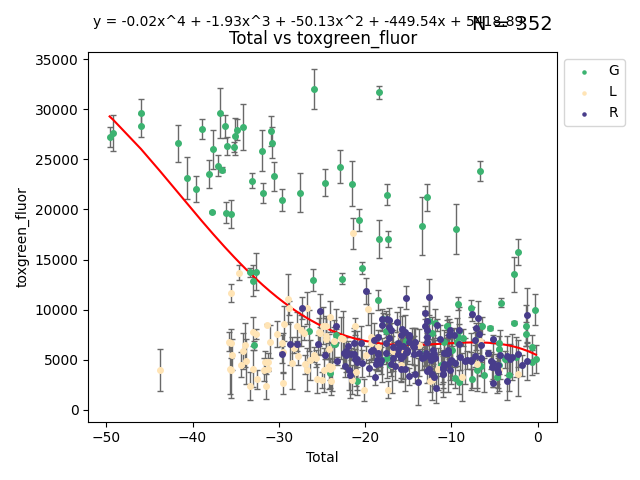 y = -0.02x^4 + -1.93x^3 + -50.13x^2 + -449.54x + 5418.89
N = 352
Total vs toxgreen_fluor
35000
30000
25000
20000
15000
10000
5000
0
toxgreen_fluor
−50
−40
−30
−20
−10
0
Total
G
L
R